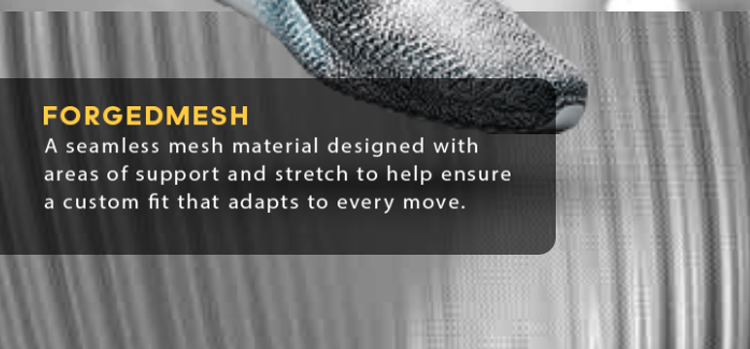 FORGEDMESH
A seamless mesh material designed with
areas of support and stretch to help ensure
a custom fit that adapts to every move.